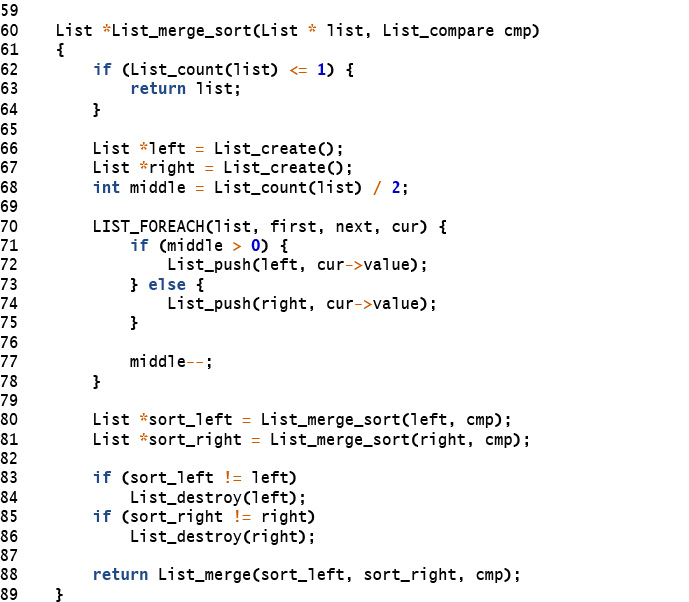 59
60    List *List_merge_sort(List * list, List_compare cmp)
61    {
62        if (List_count(list) <= 1) {
63            return list;
64        }
65
66        List *left = List_create();
67        List *right = List_create();
68        int middle = List_count(list) / 2;
69
70        LIST_FOREACH(list, first, next, cur) {
71            if (middle > 0) {
72                List_push(left, cur->value);
73            } else {
74                List_push(right, cur->value);
75            }
76
77            middle--;
78        }
79
80        List *sort_left = List_merge_sort(left, cmp);
81        List *sort_right = List_merge_sort(right, cmp);
82
83        if (sort_left != left)
84            List_destroy(left);
85        if (sort_right != right)
86            List_destroy(right);
87
88        return List_merge(sort_left, sort_right, cmp);
89    }